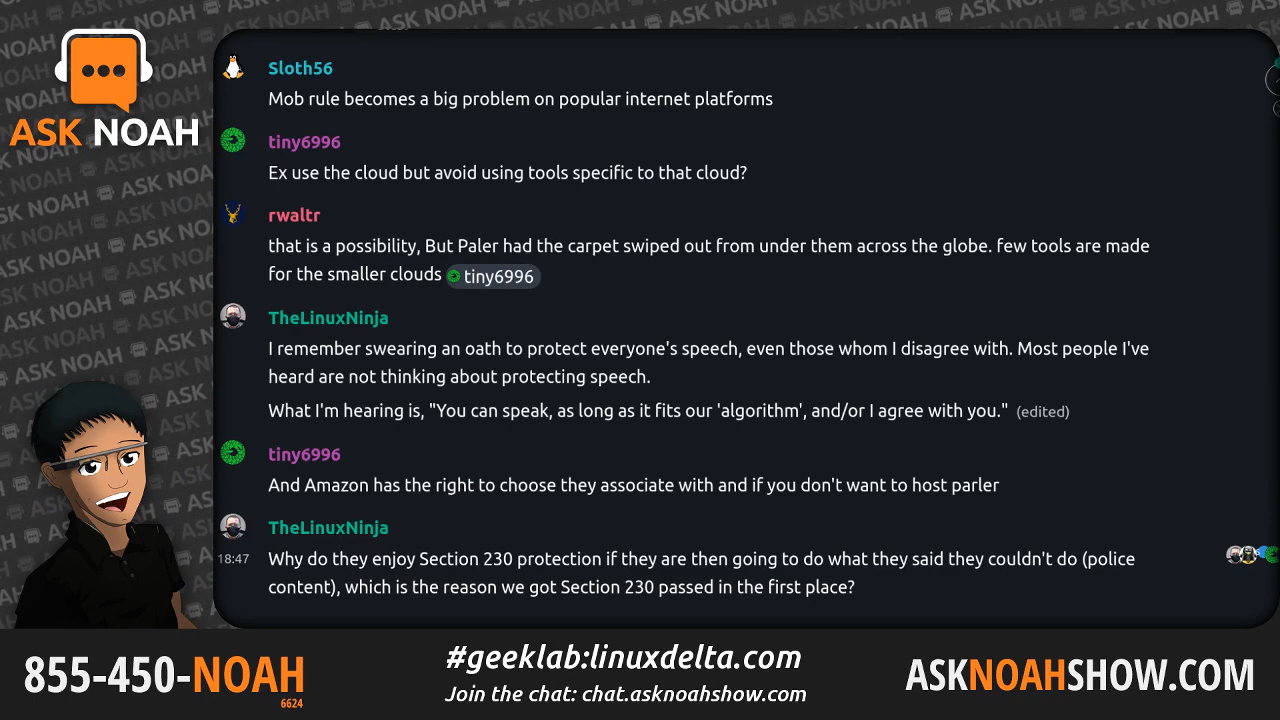 ASK NOAH
Sloth56
Mob rule becomes a big problem on popular internet platforms
tiny6996
Ex use the cloud but avoid using tools specific to that cloud?
rwaltr
that is a possibility, But Paler had the carpet swiped out from under them across the globe. few tools are made
for the smaller clouds tiny6996
TheLinuxNinja
I remember swearing an oath to protect everyone's speech, even those whom I disagree with. Most people I've
heard are not thinking about protecting speech.
What I'm hearing is, "You can speak, as long as it fits our 'algorithm', and/or I agree with you." (edited)
tiny6996
And Amazon has the right to choose they associate with and if you don't want to host parler
TheLinuxNinja
18:47 Why do they enjoy Section 230 protection if they are then going to do what they said they couldn't do (police
content), which is the reason we got Section 230 passed in the first place?
855-450-NOAH
6624
#geeklab:linuxdelta.com
Join the chat: chat.asknoahshow.com
ASKNOAHSHOW.COM